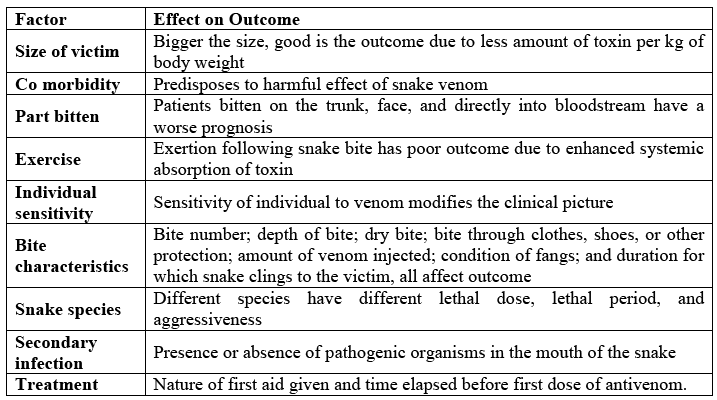 Factor Effect on Outcome
Size of victim Bigger the size, good is the outcome due to less amount of toxin per kg of
body weight
Co morbidity Predisposes to harmful effect of snake venom
Part bitten Patients bitten on the trunk, face, and directly into bloodstream have a
worse prognosis
Exercise Exertion following snake bite has poor outcome due to enhanced systemic
absorption of toxin
Individual
sensitivity Sensitivity of individual to venom modifies the clinical picture
Bite
characteristics Bite number; depth of bite; dry bite; bite through clothes, shoes, or other
protection; amount of venom injected; condition of fangs; and duration for
which snake clings to the victim, all affect outcome
Snake species Different species have different lethal dose, lethal period, and
aggressiveness
Secondary
infection Presence or absence of pathogenic organisms in the mouth of the snake
Treatment Nature of first aid given and time elapsed before first dose of antivenom.